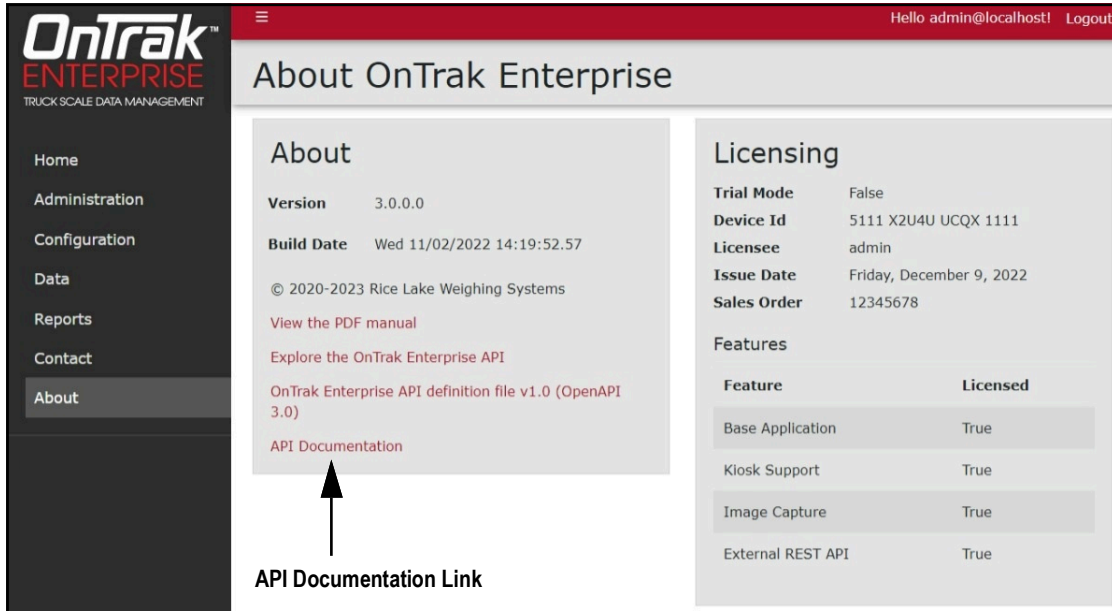 OnTrak™
ENTERPRISE
TRUCK SCALE DATA MANAGEMENT
Home
Administration
Configuration
Data
Reports
Contact
About
Hello admin@localhost! Logout
About OnTrak Enterprise
About
Version 3.0.0.0
Build Date Wed 11/02/2022 14:19:52.57
© 2020-2023 Rice Lake Weighing Systems
View the PDF manual
Explore the OnTrak Enterprise API
OnTrak Enterprise API definition file v1.0 (OpenAPI
3.0)
API Documentation
API Documentation Link
Licensing
Trial Mode False
Device Id 5111 X2U4U UCQX 1111
Licensee admin
Issue Date Friday, December 9, 2022
Sales Order 12345678
Features
Feature Licensed
Base Application True
Kiosk Support True
Image Capture True
External REST API True